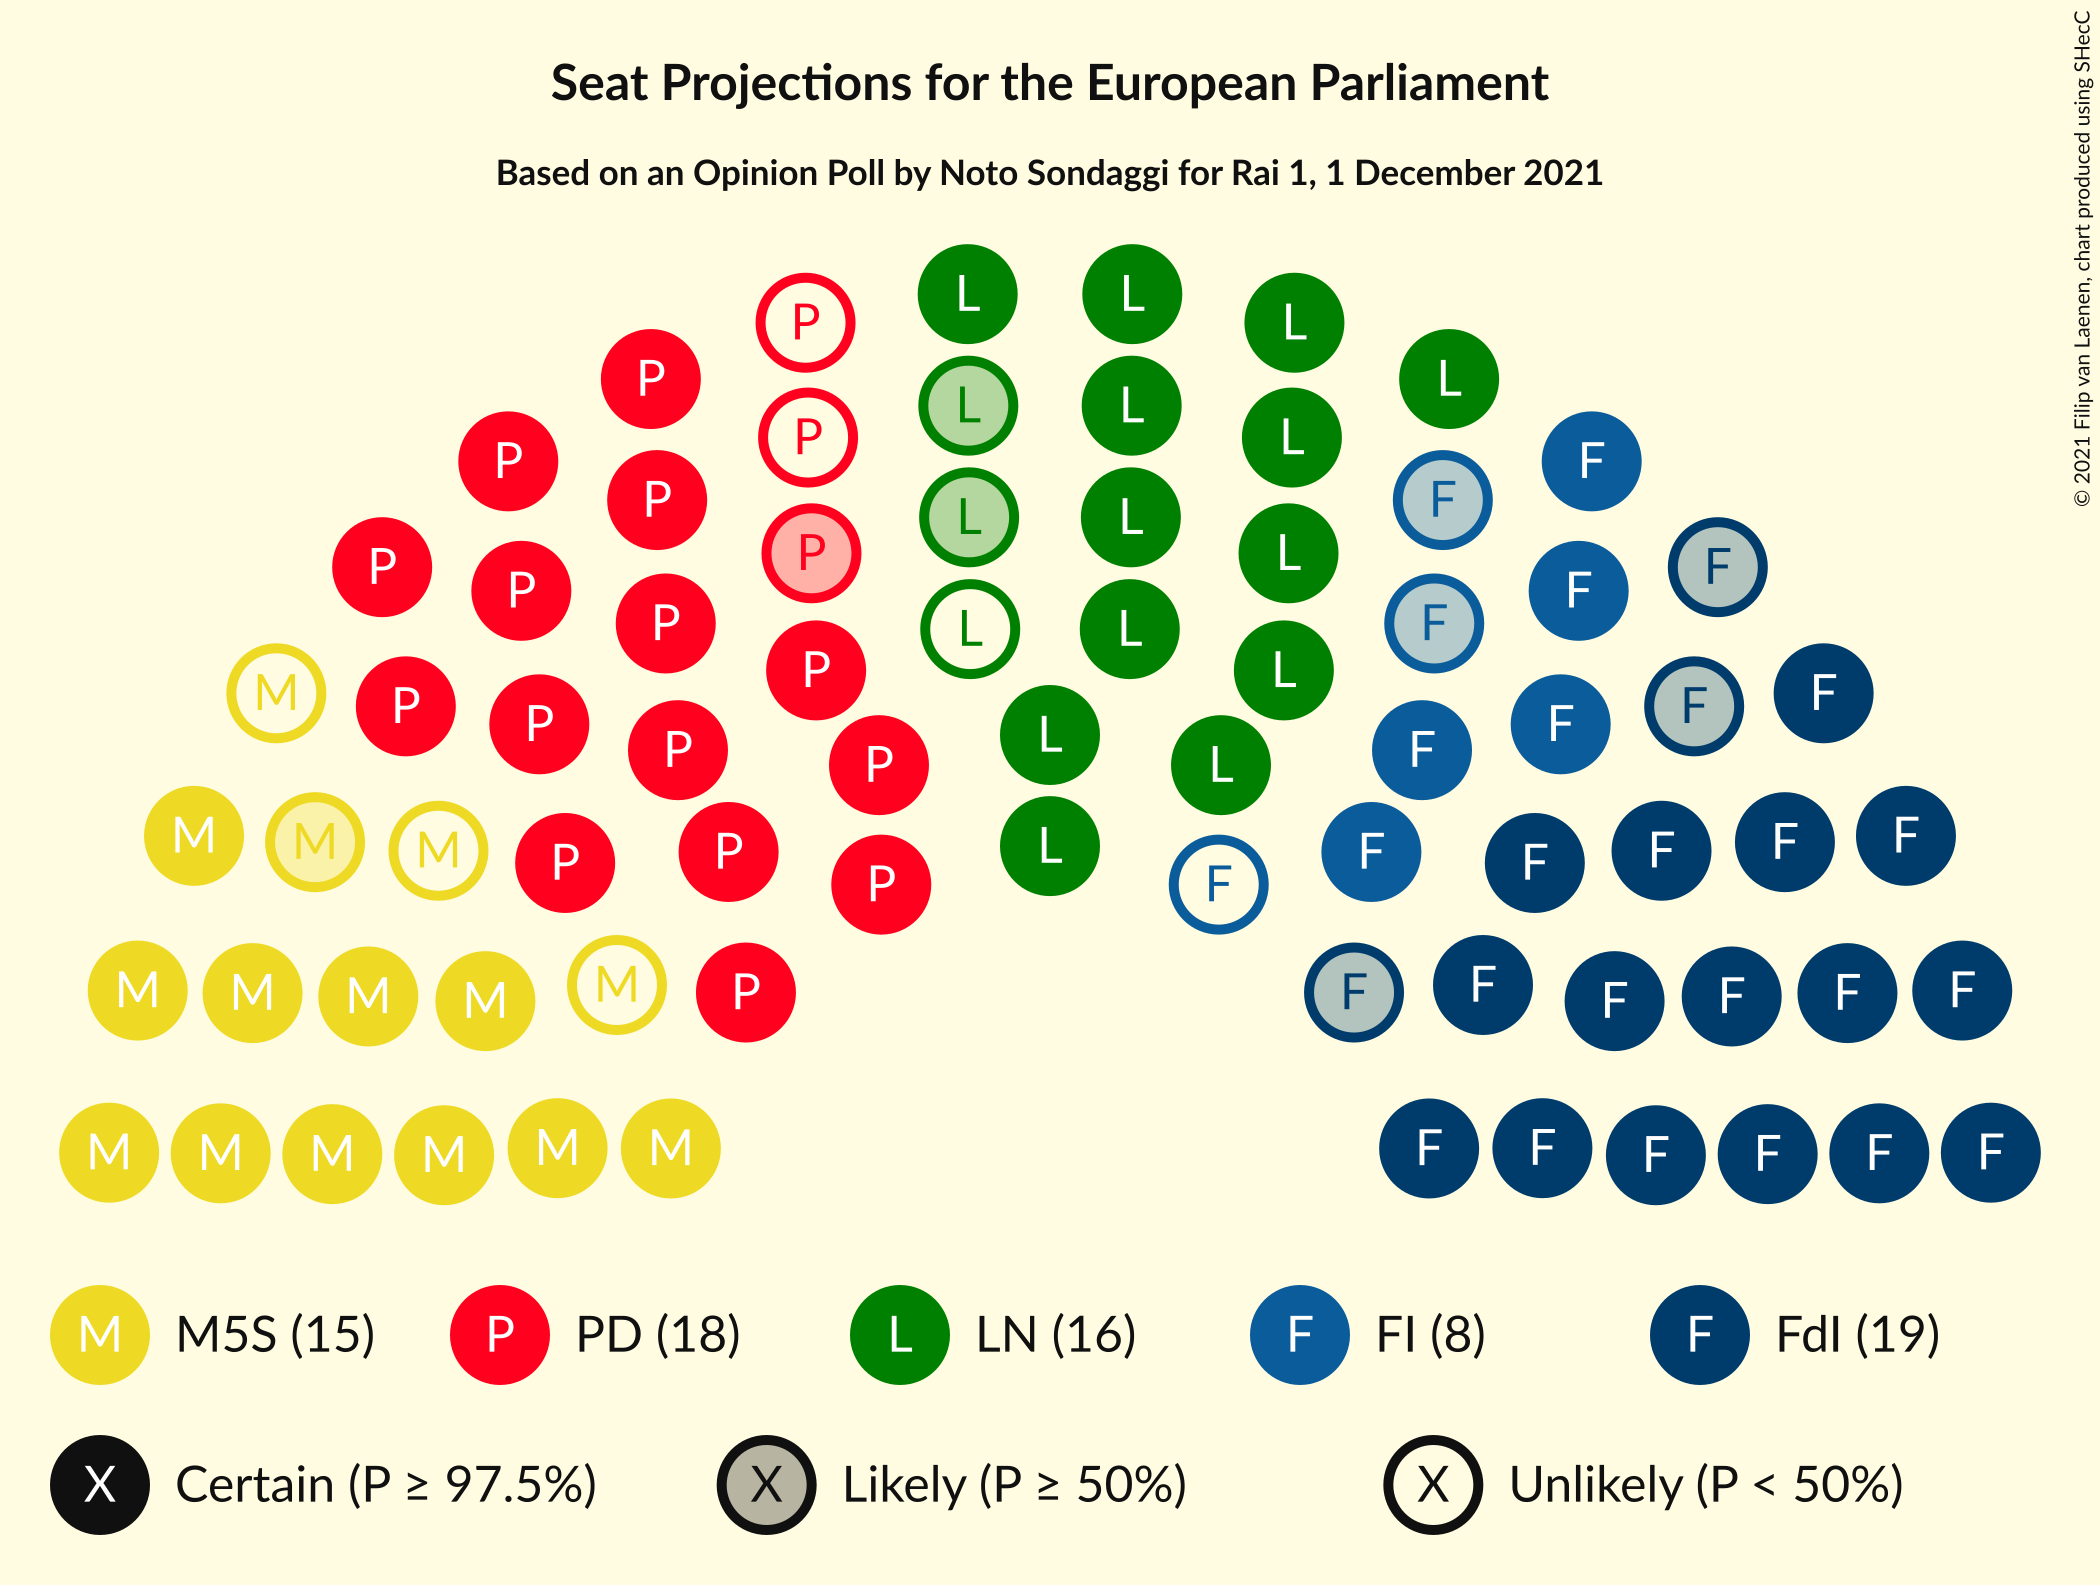 Seat Projections for the European Parliament
Based on an Opinion Poll by Noto Sondaggi for Rai 1, 1 December 2021
© 2021 Filip van Laenen, chart produced using SHecC
L L
P L L
P P L
L L
P L L
P P F F
L L
P P L F F
P P F F
P L L F
P L
M P P F F
P P F F
P L L F
M M M P P P L F F F F F F
P F
M M M M M P F F F F F F
M M M M M M F F F F F F
M M5S (15) P PD (18) L LN (16) F FI (8) F FdI (19)
X Certain (P ≥ 97.5%) X Likely (P ≥ 50%) X Unlikely (P < 50%)